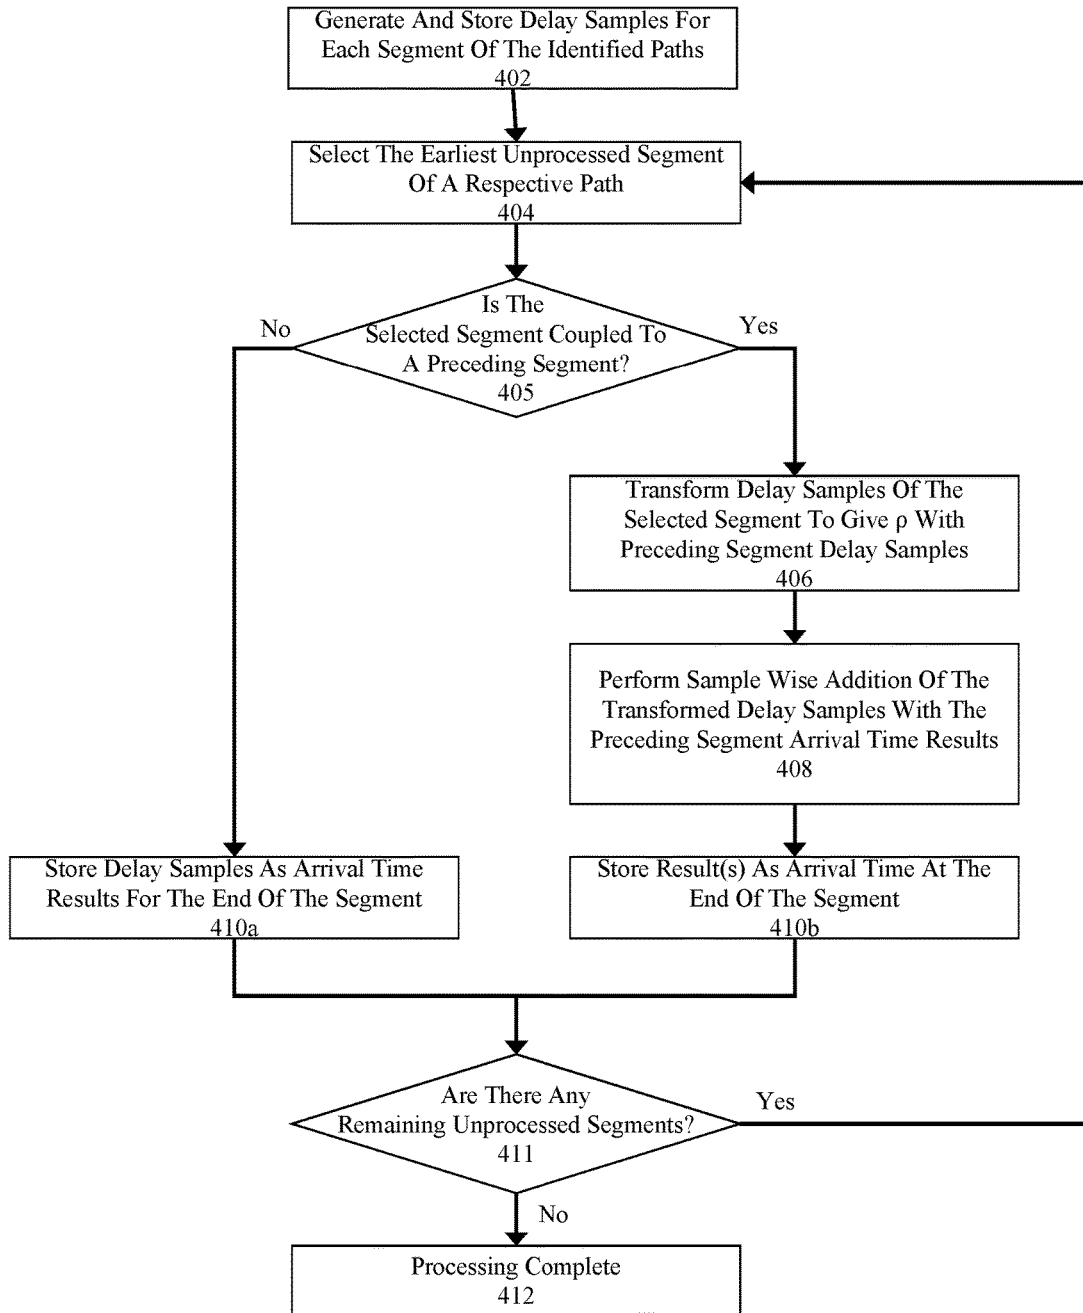 Generate And Store Delay Samples For
Each Segment Of The Identified Paths
402
Select The Earliest Unprocessed Segment
Of A Respective Path
404
Is The
Selected Segment Coupled To
A Preceding Segment?
405
No
Yes
Transform Delay Samples Of The
Selected Segment To Give ρ With
Preceding Segment Delay Samples
406
Perform Sample Wise Addition Of The
Transformed Delay Samples With The
Preceding Segment Arrival Time Results
408
Store Delay Samples As Arrival Time
Results For The End Of The Segment
410a
Store Result(s) As Arrival Time At The
End Of The Segment
410b
Are There Any
Remaining Unprocessed Segments?
411
Yes
No
Processing Complete
412